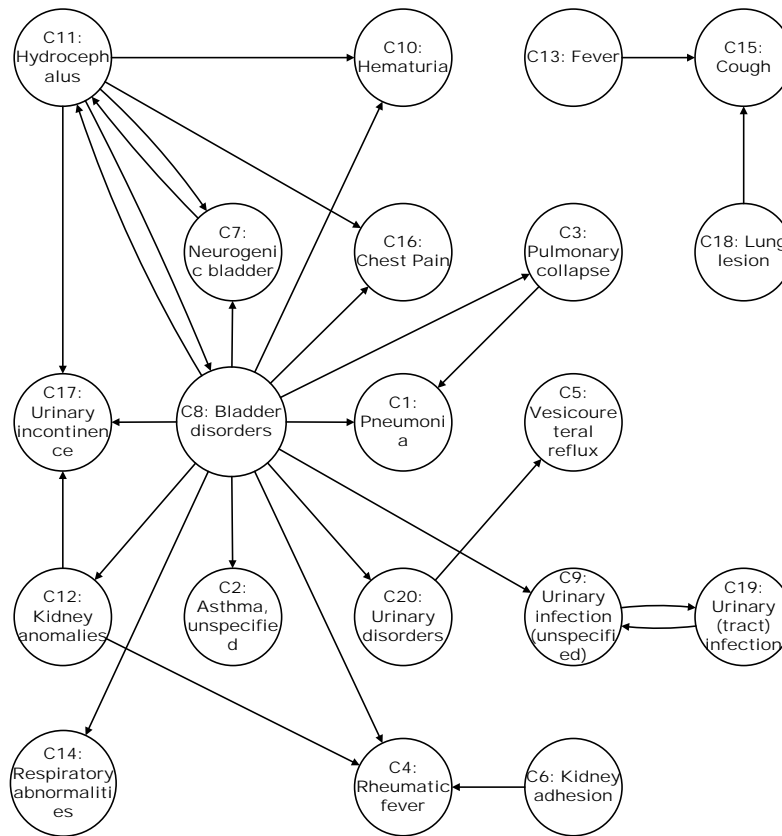 C11:
Hydroceph
alus
C10:
Hematuria
C13: Fever
C15:
Cough
C7:
Neurogen
ic bladder
C16:
Chest Pain
C3:
Pulmonary
collapse
C18: Lung
lesion
C17:
Urinary
incontinen
ce
C8: Bladder
disorders
C1:
Pneumoni
a
C5:
Vesicoure
teral
reflux
C12:
Kidney
anomalies
C2:
Asthma,
unspecifie
d
C20:
Urinary
disorders
C9:
Urinary
infection
(unspecifi
ed)
C19:
Urinary
(tract)
infection
C14:
Respiratory
abnormaliti
es
C4:
Rheumatic
fever
C6: Kidney
adhesion